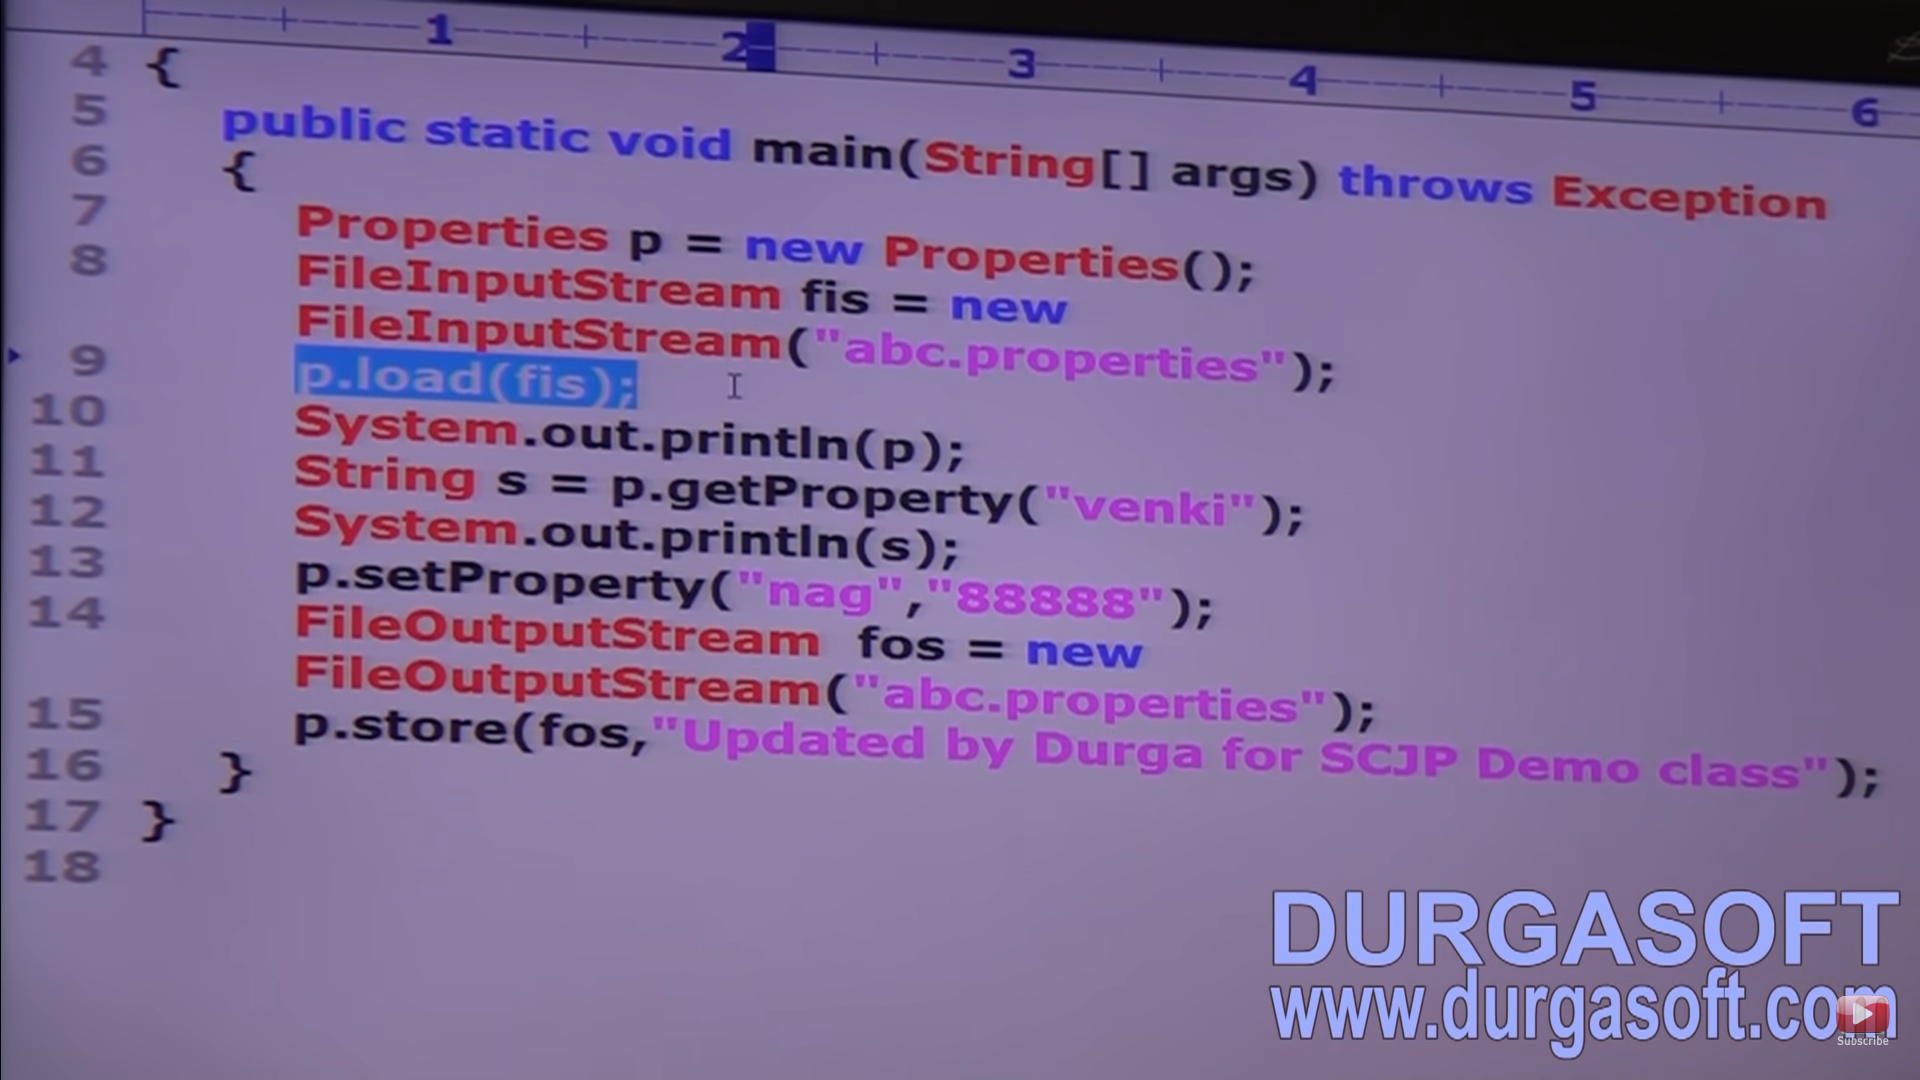 1 2 3 4 5 6
4 {
5 public static void main(String[] args) throws Exception
6 {
7 Properties p = new Properties();
8 FileInputStream fis = new
FileInputStream("abc.properties");
9 p.load(fis);
10 System.out.println(p);
11 String s = p.getProperty("venki");
12 System.out.println(s);
13 p.setProperty("nag","88888");
14 FileOutputStream  fos = new
FileOutputStream("abc.properties");
15 p.store(fos,"Updated by Durga for SCJP Demo class");
16 }
17 }
18
DURGASOFT
www.durgasoft.com
Subscribe